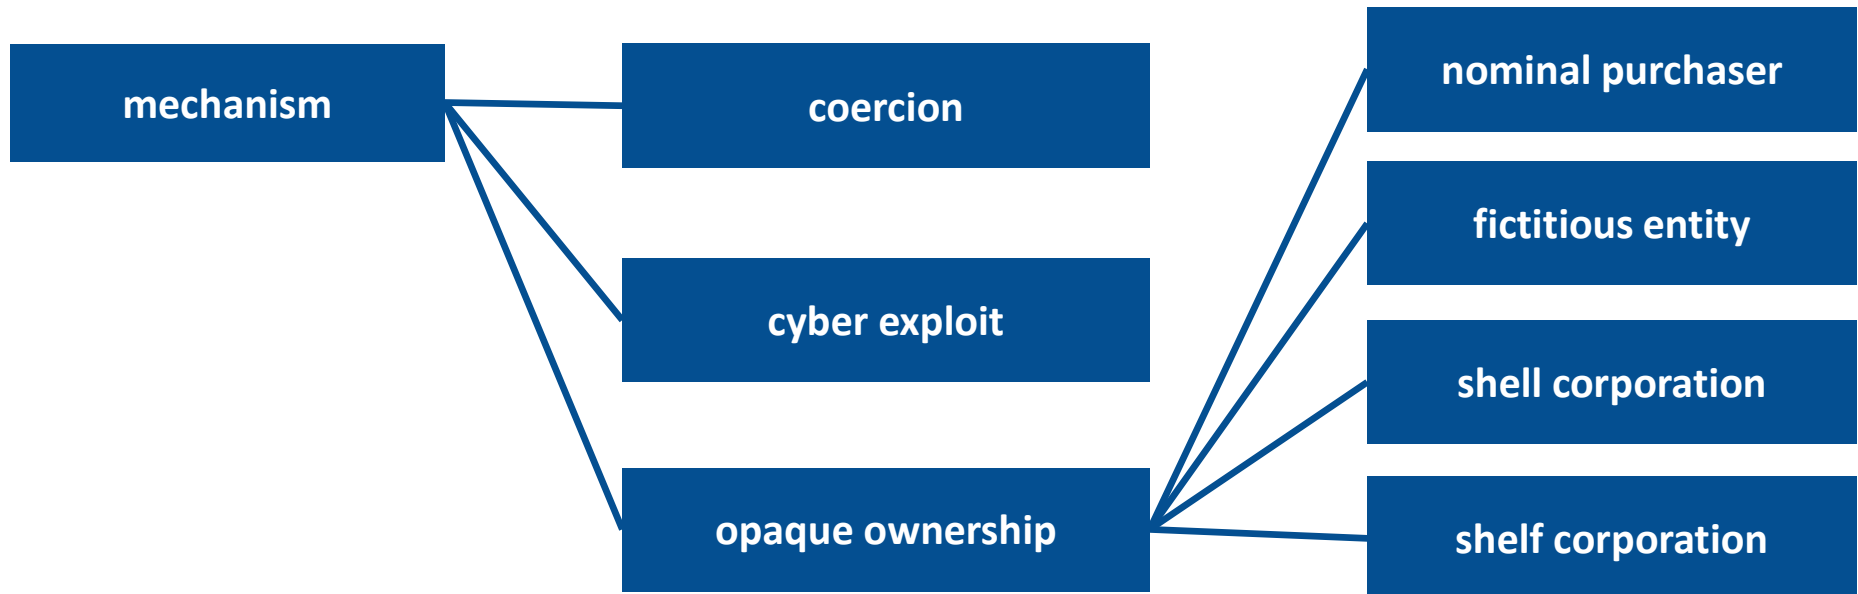 mechanism
coercion
cyber exploit
opaque ownership
nominal purchaser
fictitious entity
shell corporation
shelf corporation